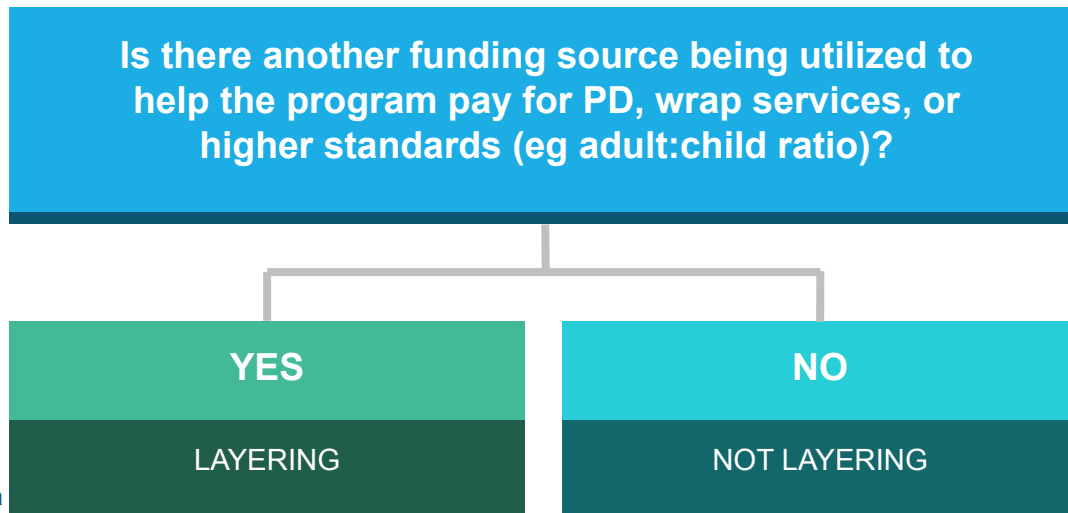 Is there another funding source being utilized to
help the program pay for PD, wrap services, or
higher standards (eg adult:child ratio)?
YES
NO
LAYERING
NOT LAYERING